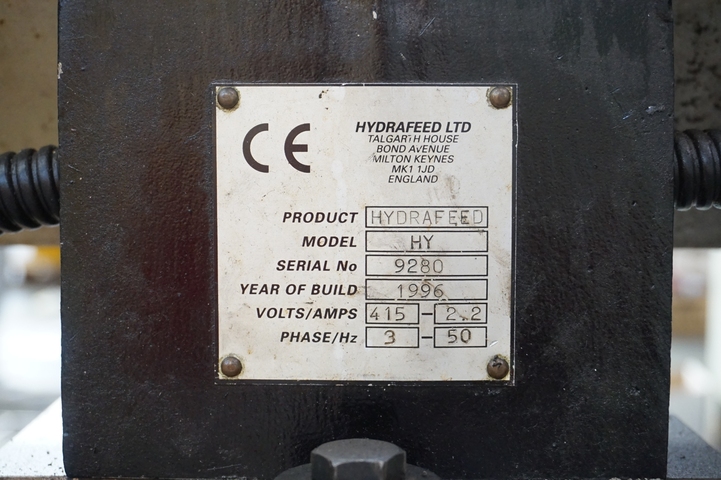 CE
HYDRAFEED LTD
TALGARTH HOUSE
BOND AVENUE
MILTON KEYNES
MK1 1JD
ENGLAND
PRODUCT HYDRAFEED
MODEL HY
SERIAL No 9280
YEAR OF BUILD 1996
VOLTS/AMPS 415 - 2.2
PHASE/Hz 3 - 50